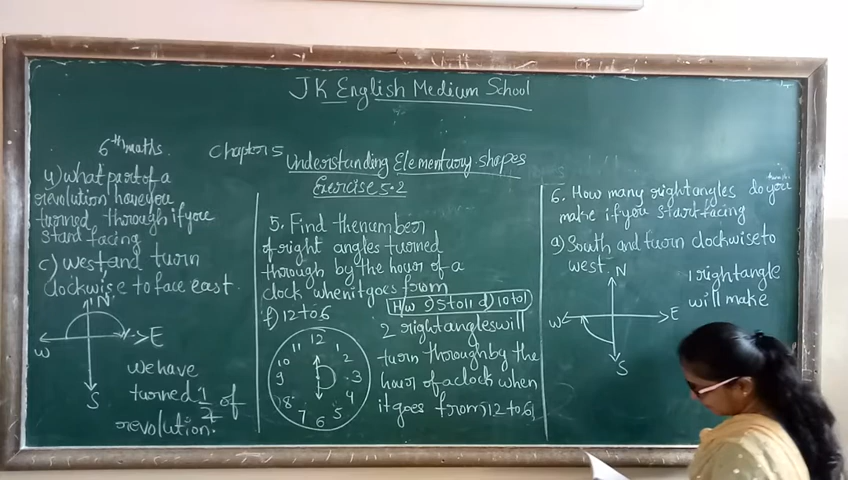 JK English Medium School
6th maths
Chapter 5
Understanding Elementary shapes
Exercise 5.2
4) what part of a
revolution have you
turned through if you
start facing
c) west and turn
clockwise to face east
N
W
E
S
we have
turned 1/2 of
revolution.
5. Find the number
of right angles turned
through by the hour of a
clock when it goes from
H/w c) 5 to 11 d) 10 to 1
f) 12 to 6
12
1
2
3
4
5
6
7
8
9
10
11
2 right angles will
turn through by the
hour of a clock when
it goes from 12 to 6
6. How many right angles do you
make if you start facing
a) South and turn clockwise to
west
N
W
E
S
1 right angle
will make